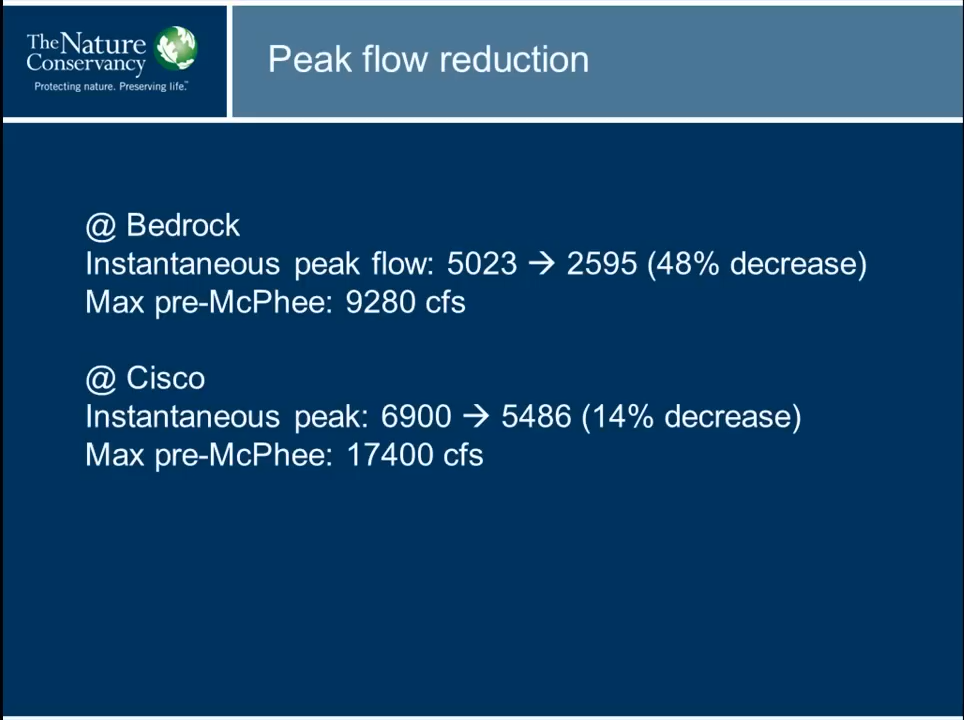 The Nature
Conservancy
Protecting nature. Preserving life.™
Peak flow reduction
@ Bedrock
Instantaneous peak flow: 5023 → 2595 (48% decrease)
Max pre-McPhee: 9280 cfs
@ Cisco
Instantaneous peak: 6900 → 5486 (14% decrease)
Max pre-McPhee: 17400 cfs